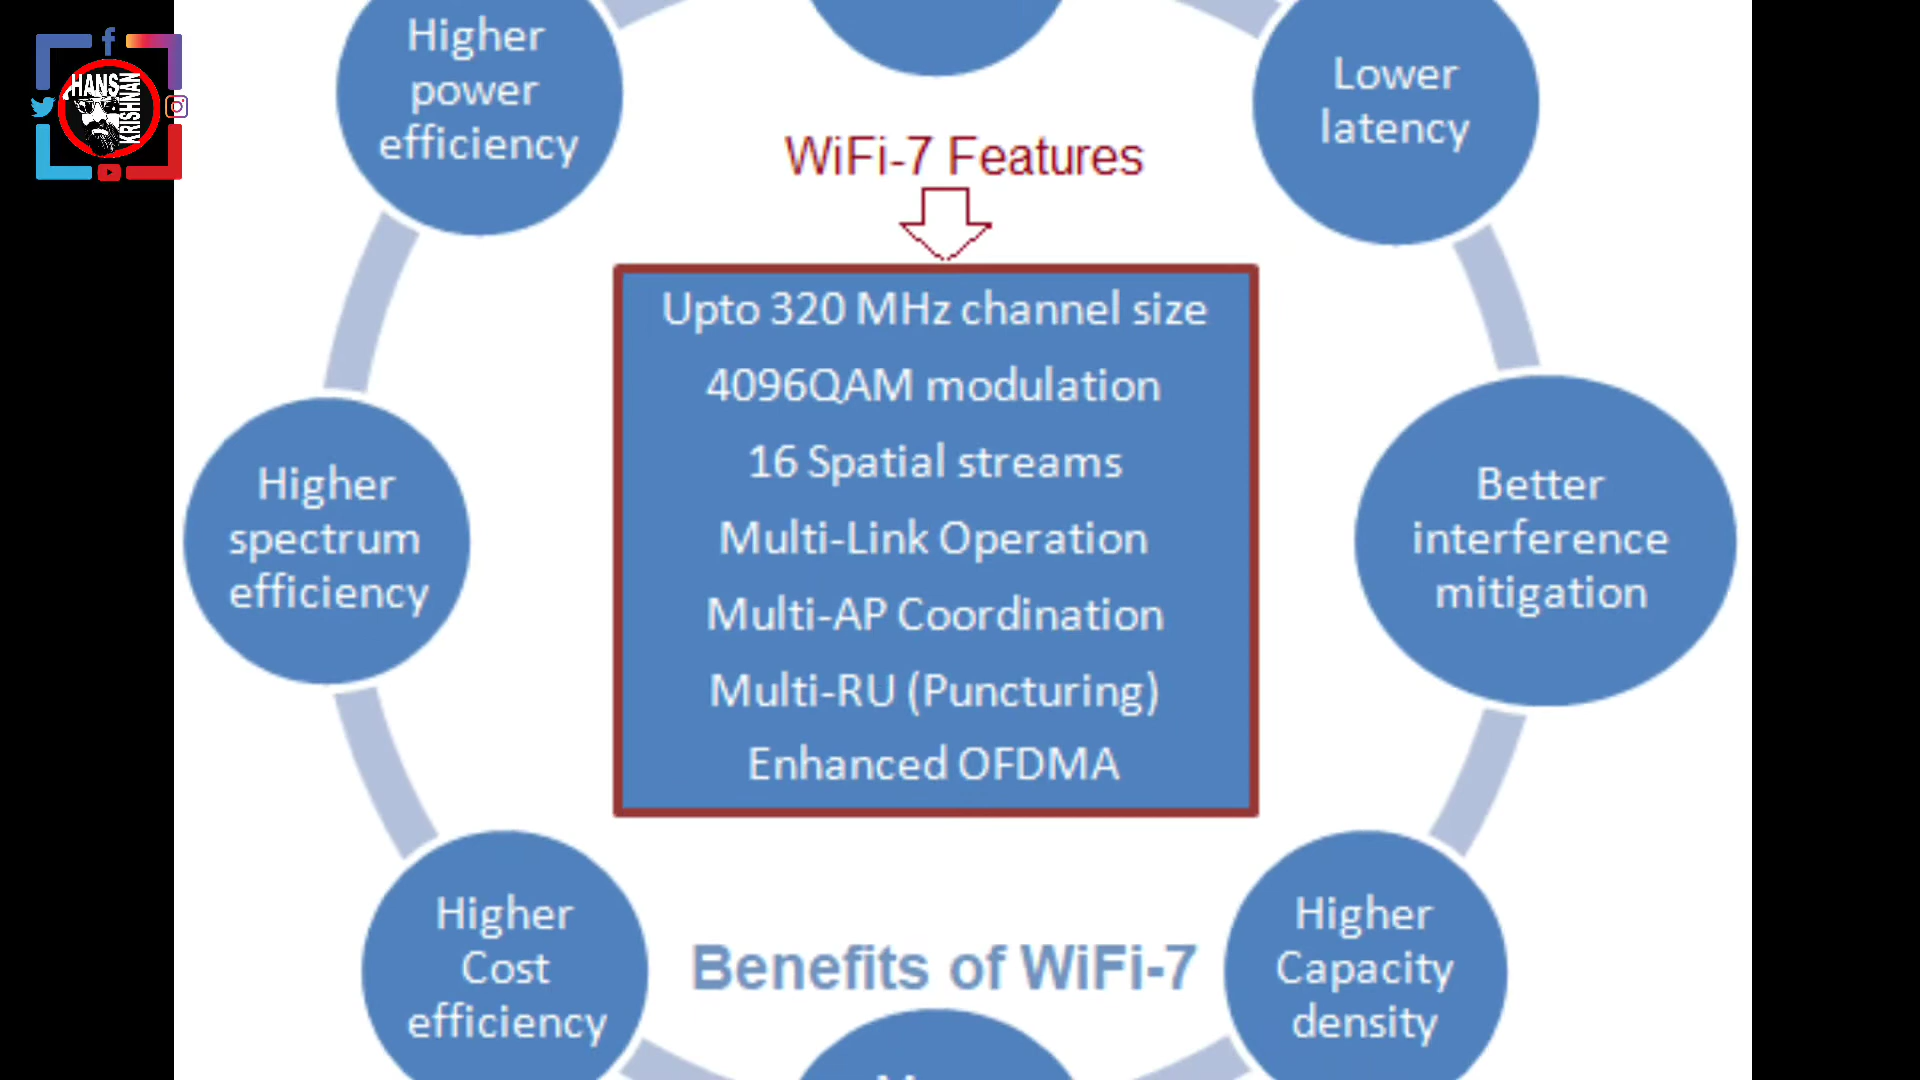 HANS
KRISHNAN
Higher
power
efficiency
Lower
latency
WiFi-7 Features
Upto 320 MHz channel size
4096QAM modulation
16 Spatial streams
Multi-Link Operation
Multi-AP Coordination
Multi-RU (Puncturing)
Enhanced OFDMA
Higher
spectrum
efficiency
Better
interference
mitigation
Higher
Cost
efficiency
Benefits of WiFi-7
Higher
Capacity
density